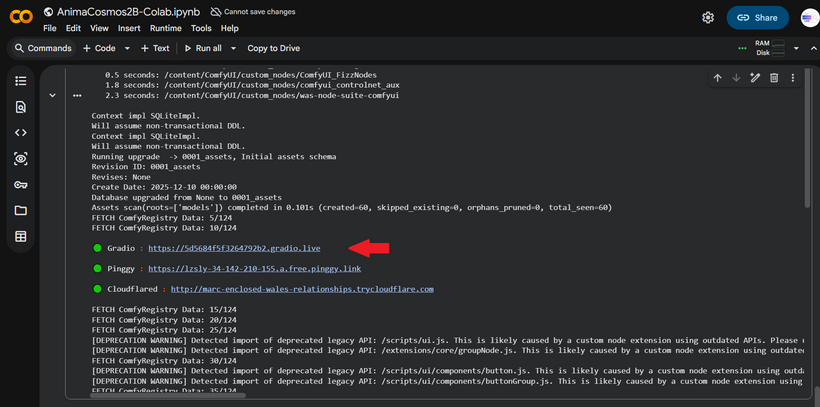 CO AnimaCosmos2B-Colab.ipynb Cannot save changes
File Edit View Insert Runtime Tools Help
Share
Commands + Code + Text Run all Copy to Drive
RAM
Disk
0.5 seconds: /content/ComfyUI/custom_nodes/ComfyUI_FizzNodes
1.8 seconds: /content/ComfyUI/custom_nodes/comfyui_controlnet_aux
2.3 seconds: /content/ComfyUI/custom_nodes/was-node-suite-comfyui
Context impl SQLiteImpl.
Will assume non-transactional DDL.
Context impl SQLiteImpl.
Will assume non-transactional DDL.
Running upgrade -> 0001_assets, Initial assets schema
Revision ID: 0001_assets
Revises: None
Create Date: 2025-12-10 00:00:00
Database upgraded from None to 0001_assets
Assets scan(roots=['models']) completed in 0.101s (created=60, skipped_existing=0, orphans_pruned=0, total_seen=60)
FETCH ComfyRegistry Data: 5/124
FETCH ComfyRegistry Data: 10/124
Gradio : https://5d5684f5f3264792b2.gradio.live
Pinggy : https://lzsly-34-142-210-155.a.free.pinggy.link
Cloudflared : http://marc-enclosed-wales-relationships.trycloudflare.com
FETCH ComfyRegistry Data: 15/124
FETCH ComfyRegistry Data: 20/124
FETCH ComfyRegistry Data: 25/124
[DEPRECATION WARNING] Detected import of deprecated legacy API: /scripts/ui.js. This is likely caused by a custom node extension using outdated APIs. Please
[DEPRECATION WARNING] Detected import of deprecated legacy API: /extensions/core/groupNode.js. This is likely caused by a custom node extension using outdate
FETCH ComfyRegistry Data: 30/124
[DEPRECATION WARNING] Detected import of deprecated legacy API: /scripts/ui/components/button.js. This is likely caused by a custom node extension using outd
[DEPRECATION WARNING] Detected import of deprecated legacy API: /scripts/ui/components/buttonGroup.js. This is likely caused by a custom node extension using
FETCH ComfyRegistry Data: 35/124